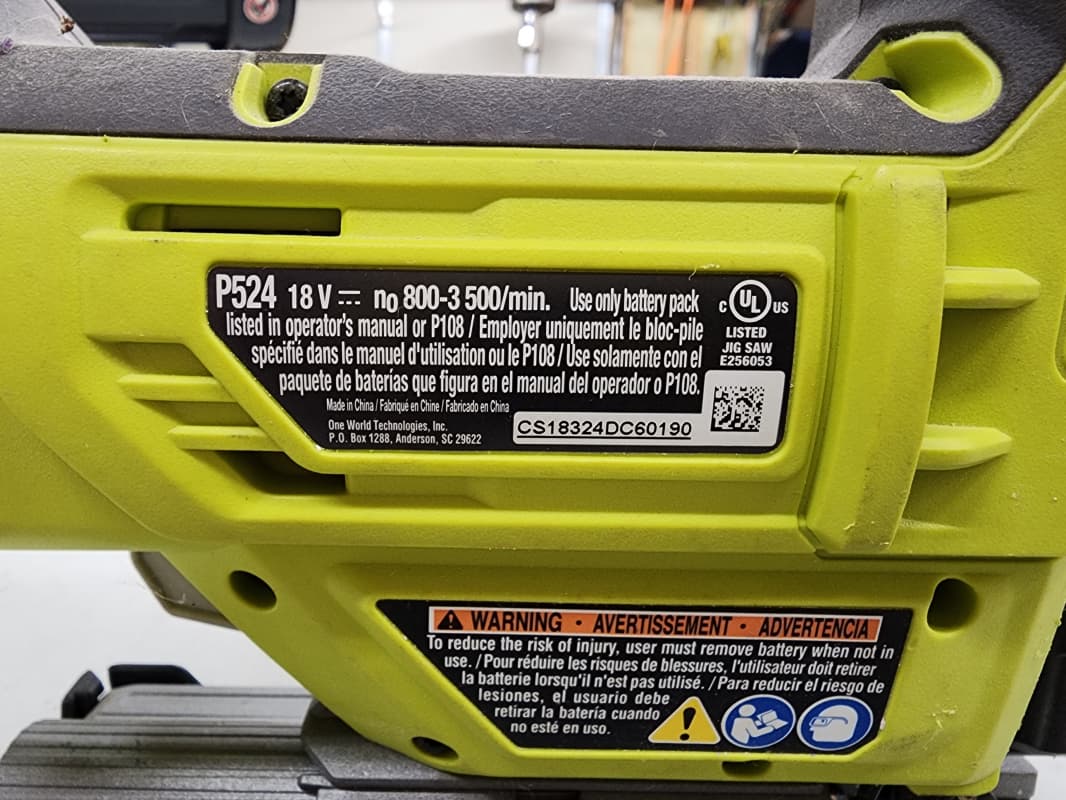 P524 18 V ⎓ no 800-3 500/min. Use only battery pack
listed in operator's manual or P108 / Employer uniquement le bloc-pile
spécifié dans le manuel d'utilisation ou le P108 / Use solamente con el
paquete de baterías que figura en el manual del operador o P108.
Made in China / Fabriqué en Chine / Fabricado en China
One World Technologies, Inc.
P.O. Box 1288, Anderson, SC 29622
CS18324DC60190
C UL US
LISTED
JIG SAW
E256053
WARNING · AVERTISSEMENT · ADVERTENCIA
To reduce the risk of injury, user must remove battery when not in
use. / Pour réduire les risques de blessures, l'utilisateur doit retirer
la batterie lorsqu'il n'est pas utilisé. / Para reducir el riesgo de
lesiones, el usuario debe
retirar la batería cuando
no esté en uso.